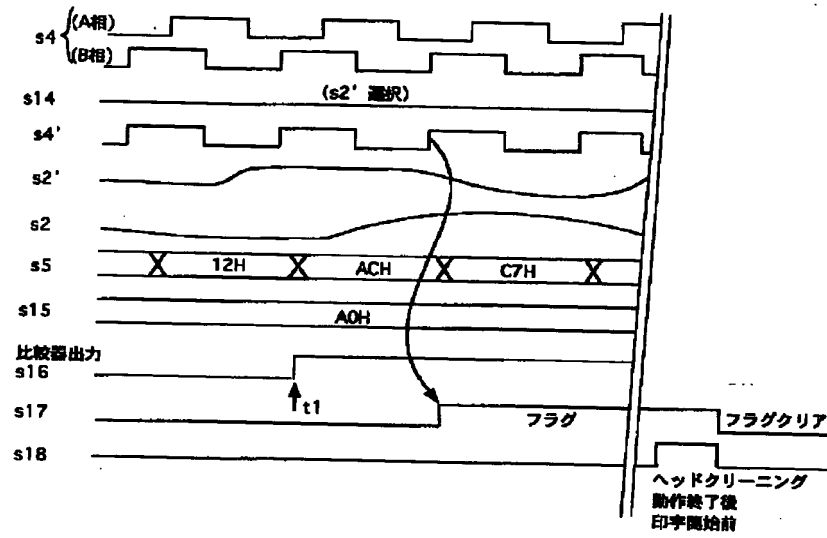 s4 (A相)
(B相)
s14 (s2' 選択)
s4'
s2'
s2
s5 12H ACH C7H
s15 A0H
比較器出力
s16 t1
s17 フラグ フラグクリア
s18
ヘッドクリーニング
動作終了後
印字開始前